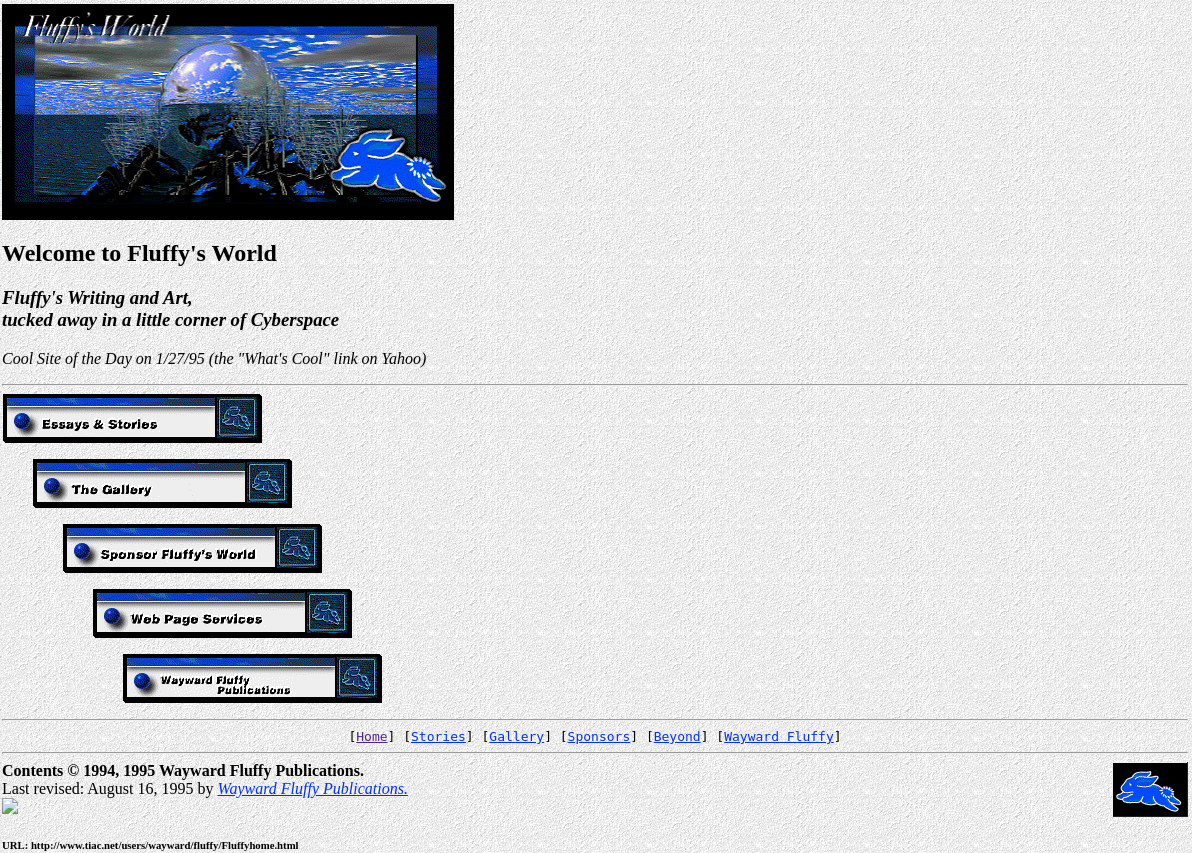 Fluffy's World
Welcome to Fluffy's World
Fluffy's Writing and Art,
tucked away in a little corner of Cyberspace
Cool Site of the Day on 1/27/95 (the "What's Cool" link on Yahoo)
Essays & Stories
The Gallery
Sponsor Fluffy's World
Web Page Services
Wayward Fluffy
Publications
[Home] [Stories] [Gallery] [Sponsors] [Beyond] [Wayward Fluffy]
Contents © 1994, 1995 Wayward Fluffy Publications.
Last revised: August 16, 1995 by Wayward Fluffy Publications.
URL: http://www.tiac.net/users/wayward/fluffy/Fluffyhome.html